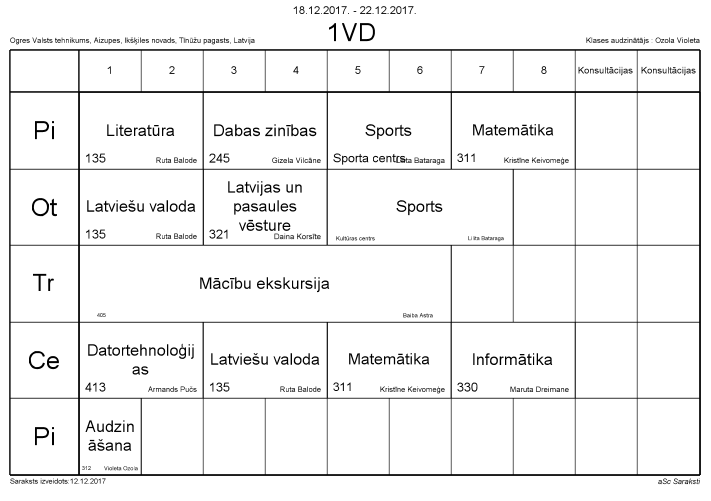 18.12.2017. - 22.12.2017.
1VD
Ogres Valsts tehnikums, Aizupes, Ikšķiles novads, Tīnūžu pagasts, Latvija
Klases audzinātājs : Ozola Violeta
1 2 3 4 5 6 7 8 Konsultācijas Konsultācijas
Pi
Literatūra
135 Ruta Balode
Dabas zinības
245 Gizela Vilcāne
Sports
Sporta centrs Lilita Bataraga
Matemātika
311 Kristīne Keivomeģe
Ot
Latviešu valoda
135 Ruta Balode
Latvijas un
pasaules
vēsture
321 Daina Korsīte
Sports
Kultūras centrs Lilita Bataraga
Tr
Mācību ekskursija
405 Baiba Astra
Ce
Datortehnoloģij
as
413 Armands Pučs
Latviešu valoda
135 Ruta Balode
Matemātika
311 Kristīne Keivomeģe
Informātika
330 Maruta Dreimane
Pi
Audzin
āšana
312 Violeta Ozola
Saraksts izveidots:12.12.2017
aSc Saraksti